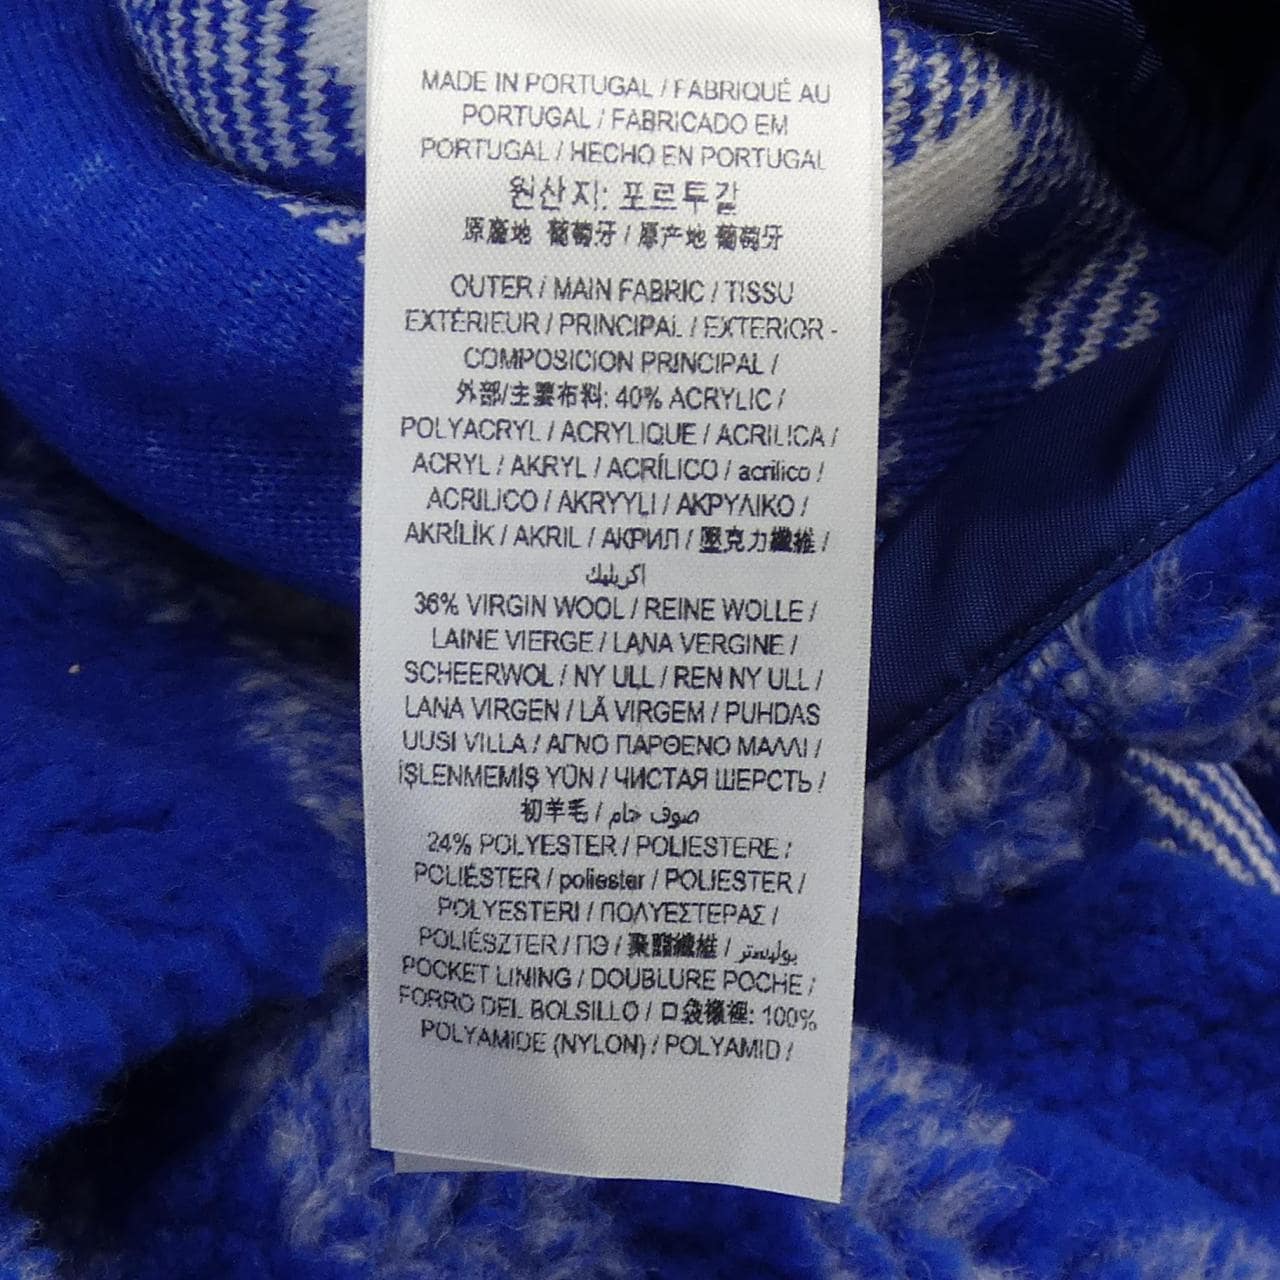 MADE IN PORTUGAL / FABRIQUÉ AU
PORTUGAL / FABRICADO EM
PORTUGAL / HECHO EN PORTUGAL
원산지: 포르투갈
原產地 葡萄牙 / 原产地 葡萄牙
OUTER / MAIN FABRIC / TISSU
EXTÉRIEUR / PRINCIPAL / EXTERIOR -
COMPOSICION PRINCIPAL /
外部/主要布料: 40% ACRYLIC /
POLYACRYL / ACRYLIQUE / ACRILICA /
ACRYL / AKRYL / ACRÍLICO / acrílico /
ACRILICO / AKRYYLI / ΑΚΡΥΛΙΚΟ /
AKRİLİK / AKRIL / АКРИЛ / 壓克力纖維 /
اكريليك
36% VIRGIN WOOL / REINE WOLLE /
LAINE VIERGE / LANA VERGINE /
SCHEERWOL / NY ULL / REN NY ULL /
LANA VIRGEN / LÃ VIRGEM / PUHDAS
UUSI VILLA / ΑΓΝΟ ΠΑΡΘΕΝΟ ΜΑΛΛΙ /
İŞLENMEMİŞ YÜN / ЧИСТАЯ ШЕРСТЬ /
初羊毛 / صوف خام
24% POLYESTER / POLIESTERE /
POLIÉSTER / poliester / POLIESTER /
POLYESTERI / ΠΟΛΥΕΣΤΕΡΑΣ /
POLIÉSZTER / ПЭ / 聚酯纖維 / بوليستر
POCKET LINING / DOUBLURE POCHE /
FORRO DEL BOLSILLO / 口袋襯裡: 100%
POLYAMIDE (NYLON) / POLYAMID /